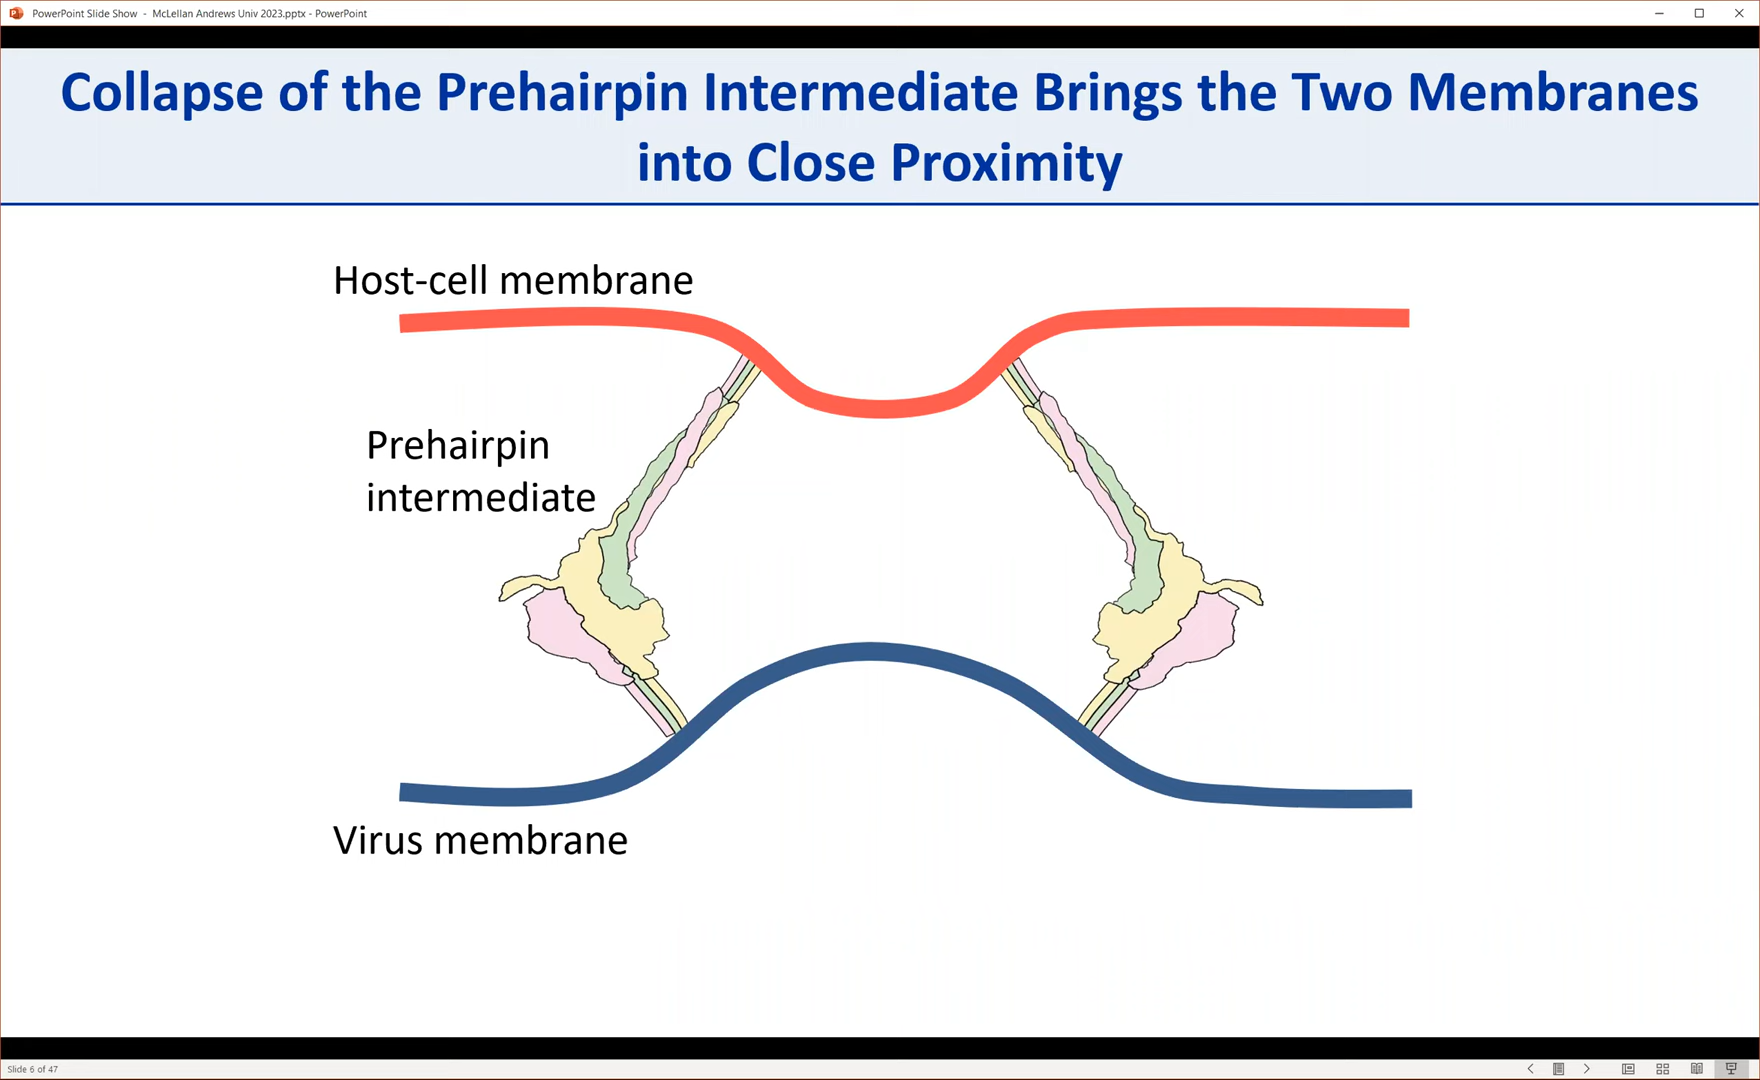 PowerPoint Slide Show - McLellan Andrews Univ 2023.pptx - PowerPoint
Collapse of the Prehairpin Intermediate Brings the Two Membranes
into Close Proximity
Host-cell membrane
Prehairpin
intermediate
Virus membrane
Slide 6 of 47